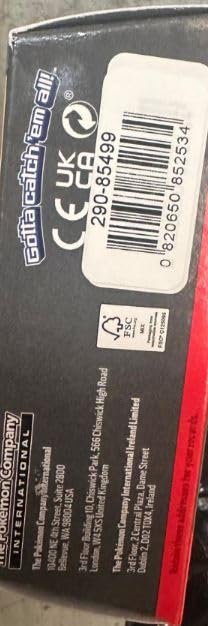 Gotta catch 'em all!®
CE UK CA
290-85499
0 820650 852534
FSC
MIX
FSC® C125095
The Pokémon Company
INTERNATIONAL
The Pokémon Company International
10400 NE 4th Street, Suite 2800
Bellevue, WA 98004 USA
3rd Floor Building 10, Chiswick Park, 566 Chiswick High Road
London, W4 5XS United Kingdom
The Pokémon Company International Ireland Limited
3rd Floor, 2 Central Plaza, Dame Street
Dublin 2, D02 T0X4, Ireland
Retain these addresses for your records.